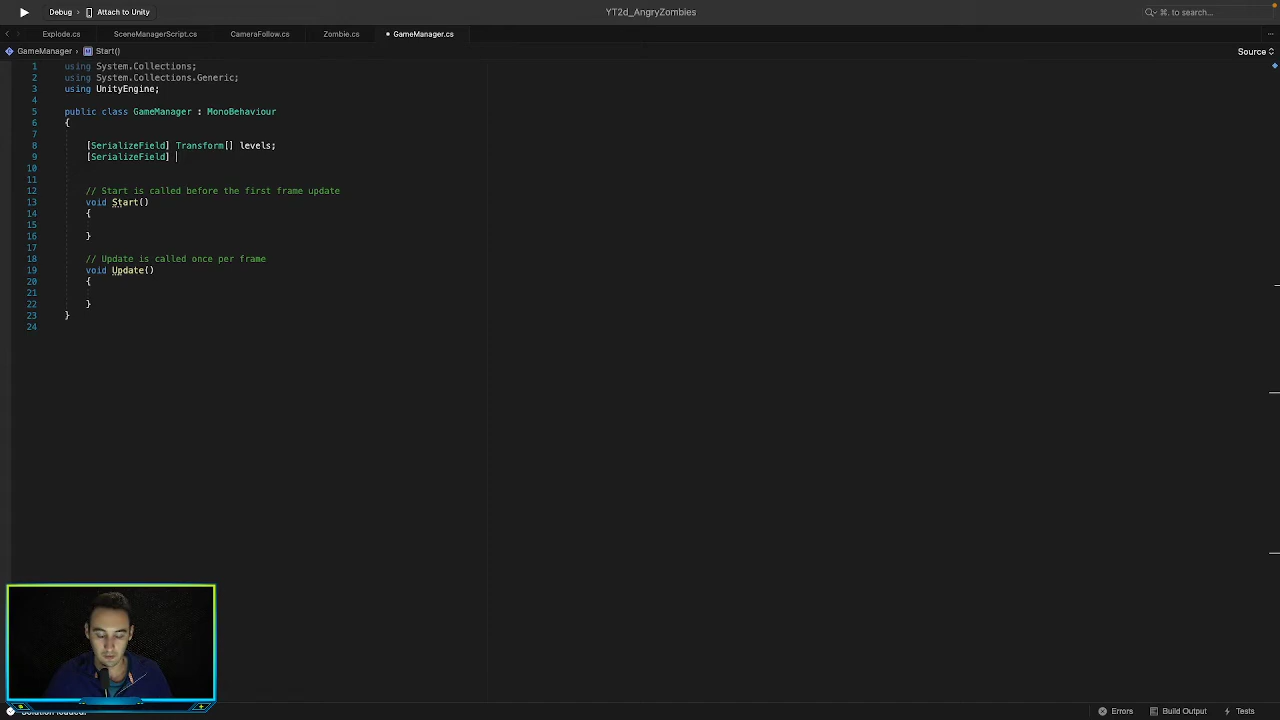 Debug
Attach to Unity
YT2d_AngryZombies
⌘. to search...
Explode.cs
SceneManagerScript.cs
CameraFollow.cs
Zombie.cs
GameManager.cs
GameManager
Start()
Source
1 using System.Collections;
2 using System.Collections.Generic;
3 using UnityEngine;
4
5 public class GameManager : MonoBehaviour
6 {
7
8 [SerializeField] Transform[] levels;
9 [SerializeField]
10
11
12 // Start is called before the first frame update
13 void Start()
14 {
15
16 }
17
18 // Update is called once per frame
19 void Update()
20 {
21
22 }
23 }
24
Solution loaded.
Errors
Build Output
Tests